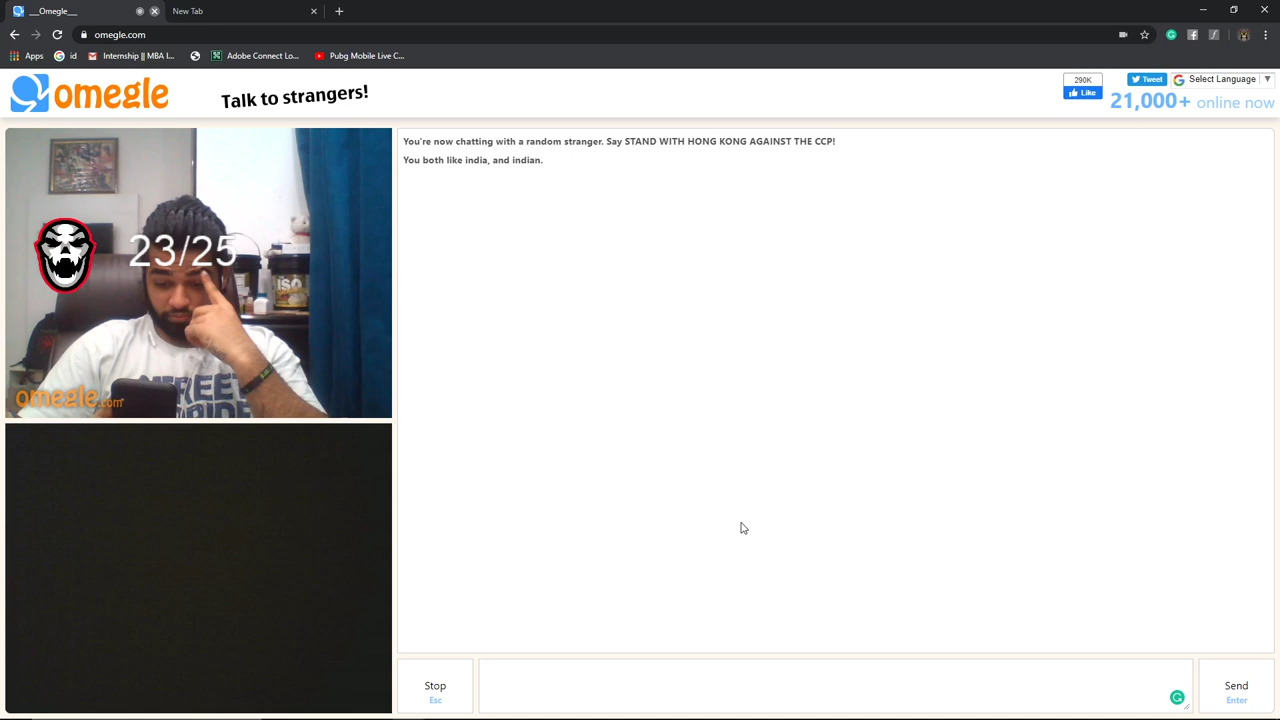 __Omegle__
New Tab
omegle.com
Apps
id
Internship || MBA I...
Adobe Connect Lo...
Pubg Mobile Live C...
omegle
Talk to strangers!
290K
Like
Tweet
Select Language
21,000+ online now
You're now chatting with a random stranger. Say STAND WITH HONG KONG AGAINST THE CCP!
You both like india, and indian.
23/25
ISO
STREET
omegle.com
Stop
Esc
Send
Enter